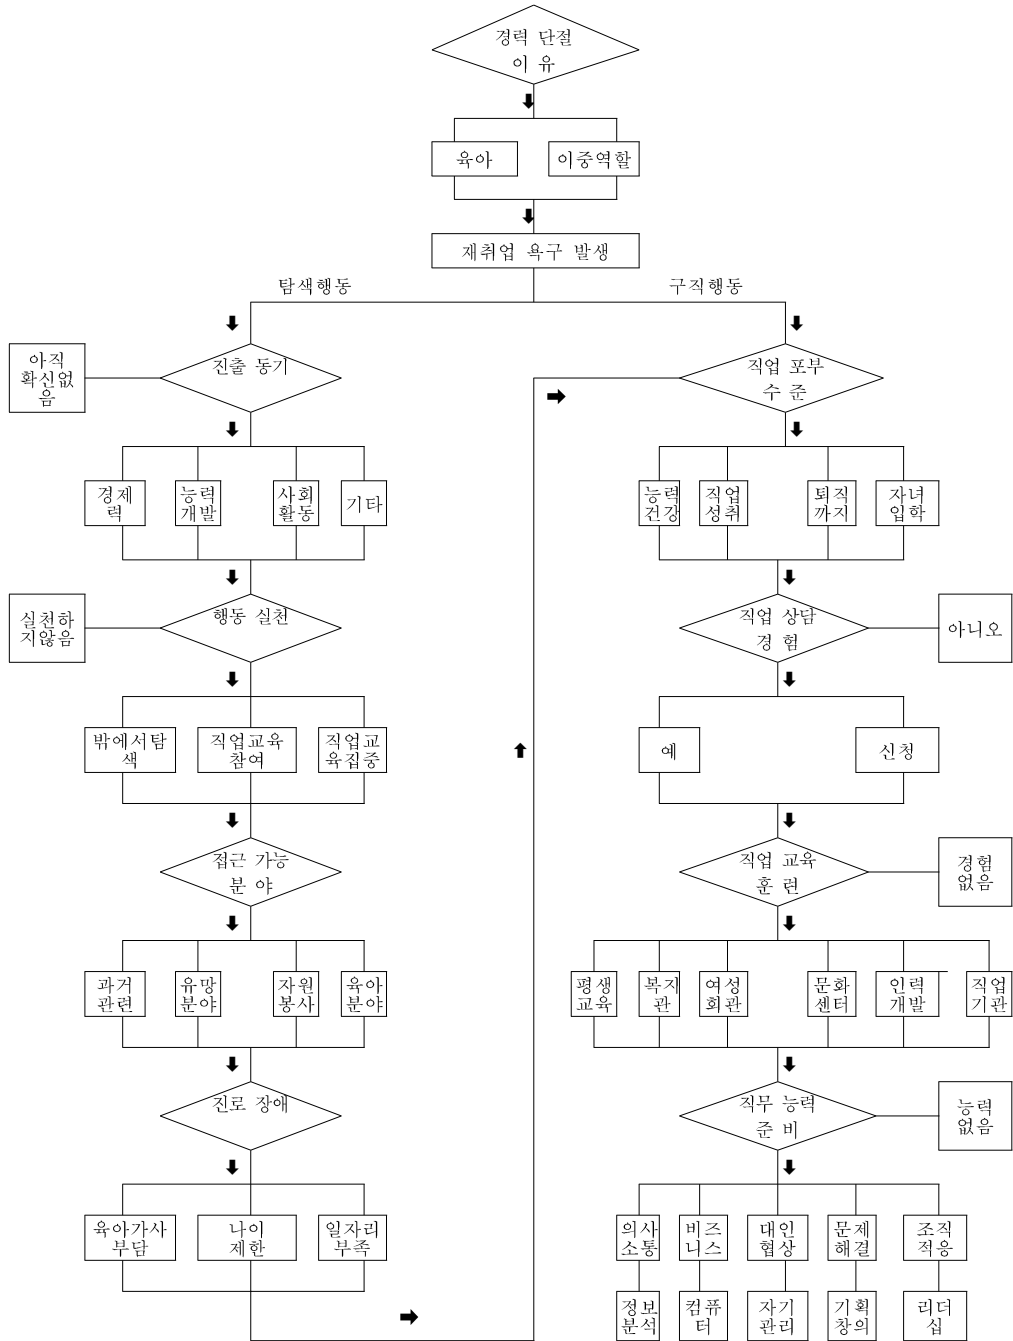 경력 단절
이 유
육아
이중역할
재취업 욕구 발생
탐색행동
구직행동
아직
확신없
음
진출 동기
경제
력
능력
개발
사회
활동
기타
실천하
지않음
행동 실천
밖에서탐
색
직업교육
참여
직업교
육집중
접근 가능
분 야
과거
관련
유망
분야
자원
봉사
육아
분야
진로 장애
육아가사
부담
나이
제한
일자리
부족
직업 포부
수 준
능력
건강
직업
성취
퇴직
까지
자녀
입학
직업 상담
경 험
아니오
예
신청
직업 교육
훈 련
경험
없음
평생
교육
복지
관
여성
회관
문화
센터
인력
개발
직업
기관
직무 능력
준 비
능력
없음
의사
소통
비즈
니스
대인
협상
문제
해결
조직
적응
정보
분석
컴퓨
터
자기
관리
기획
창의
리더
십